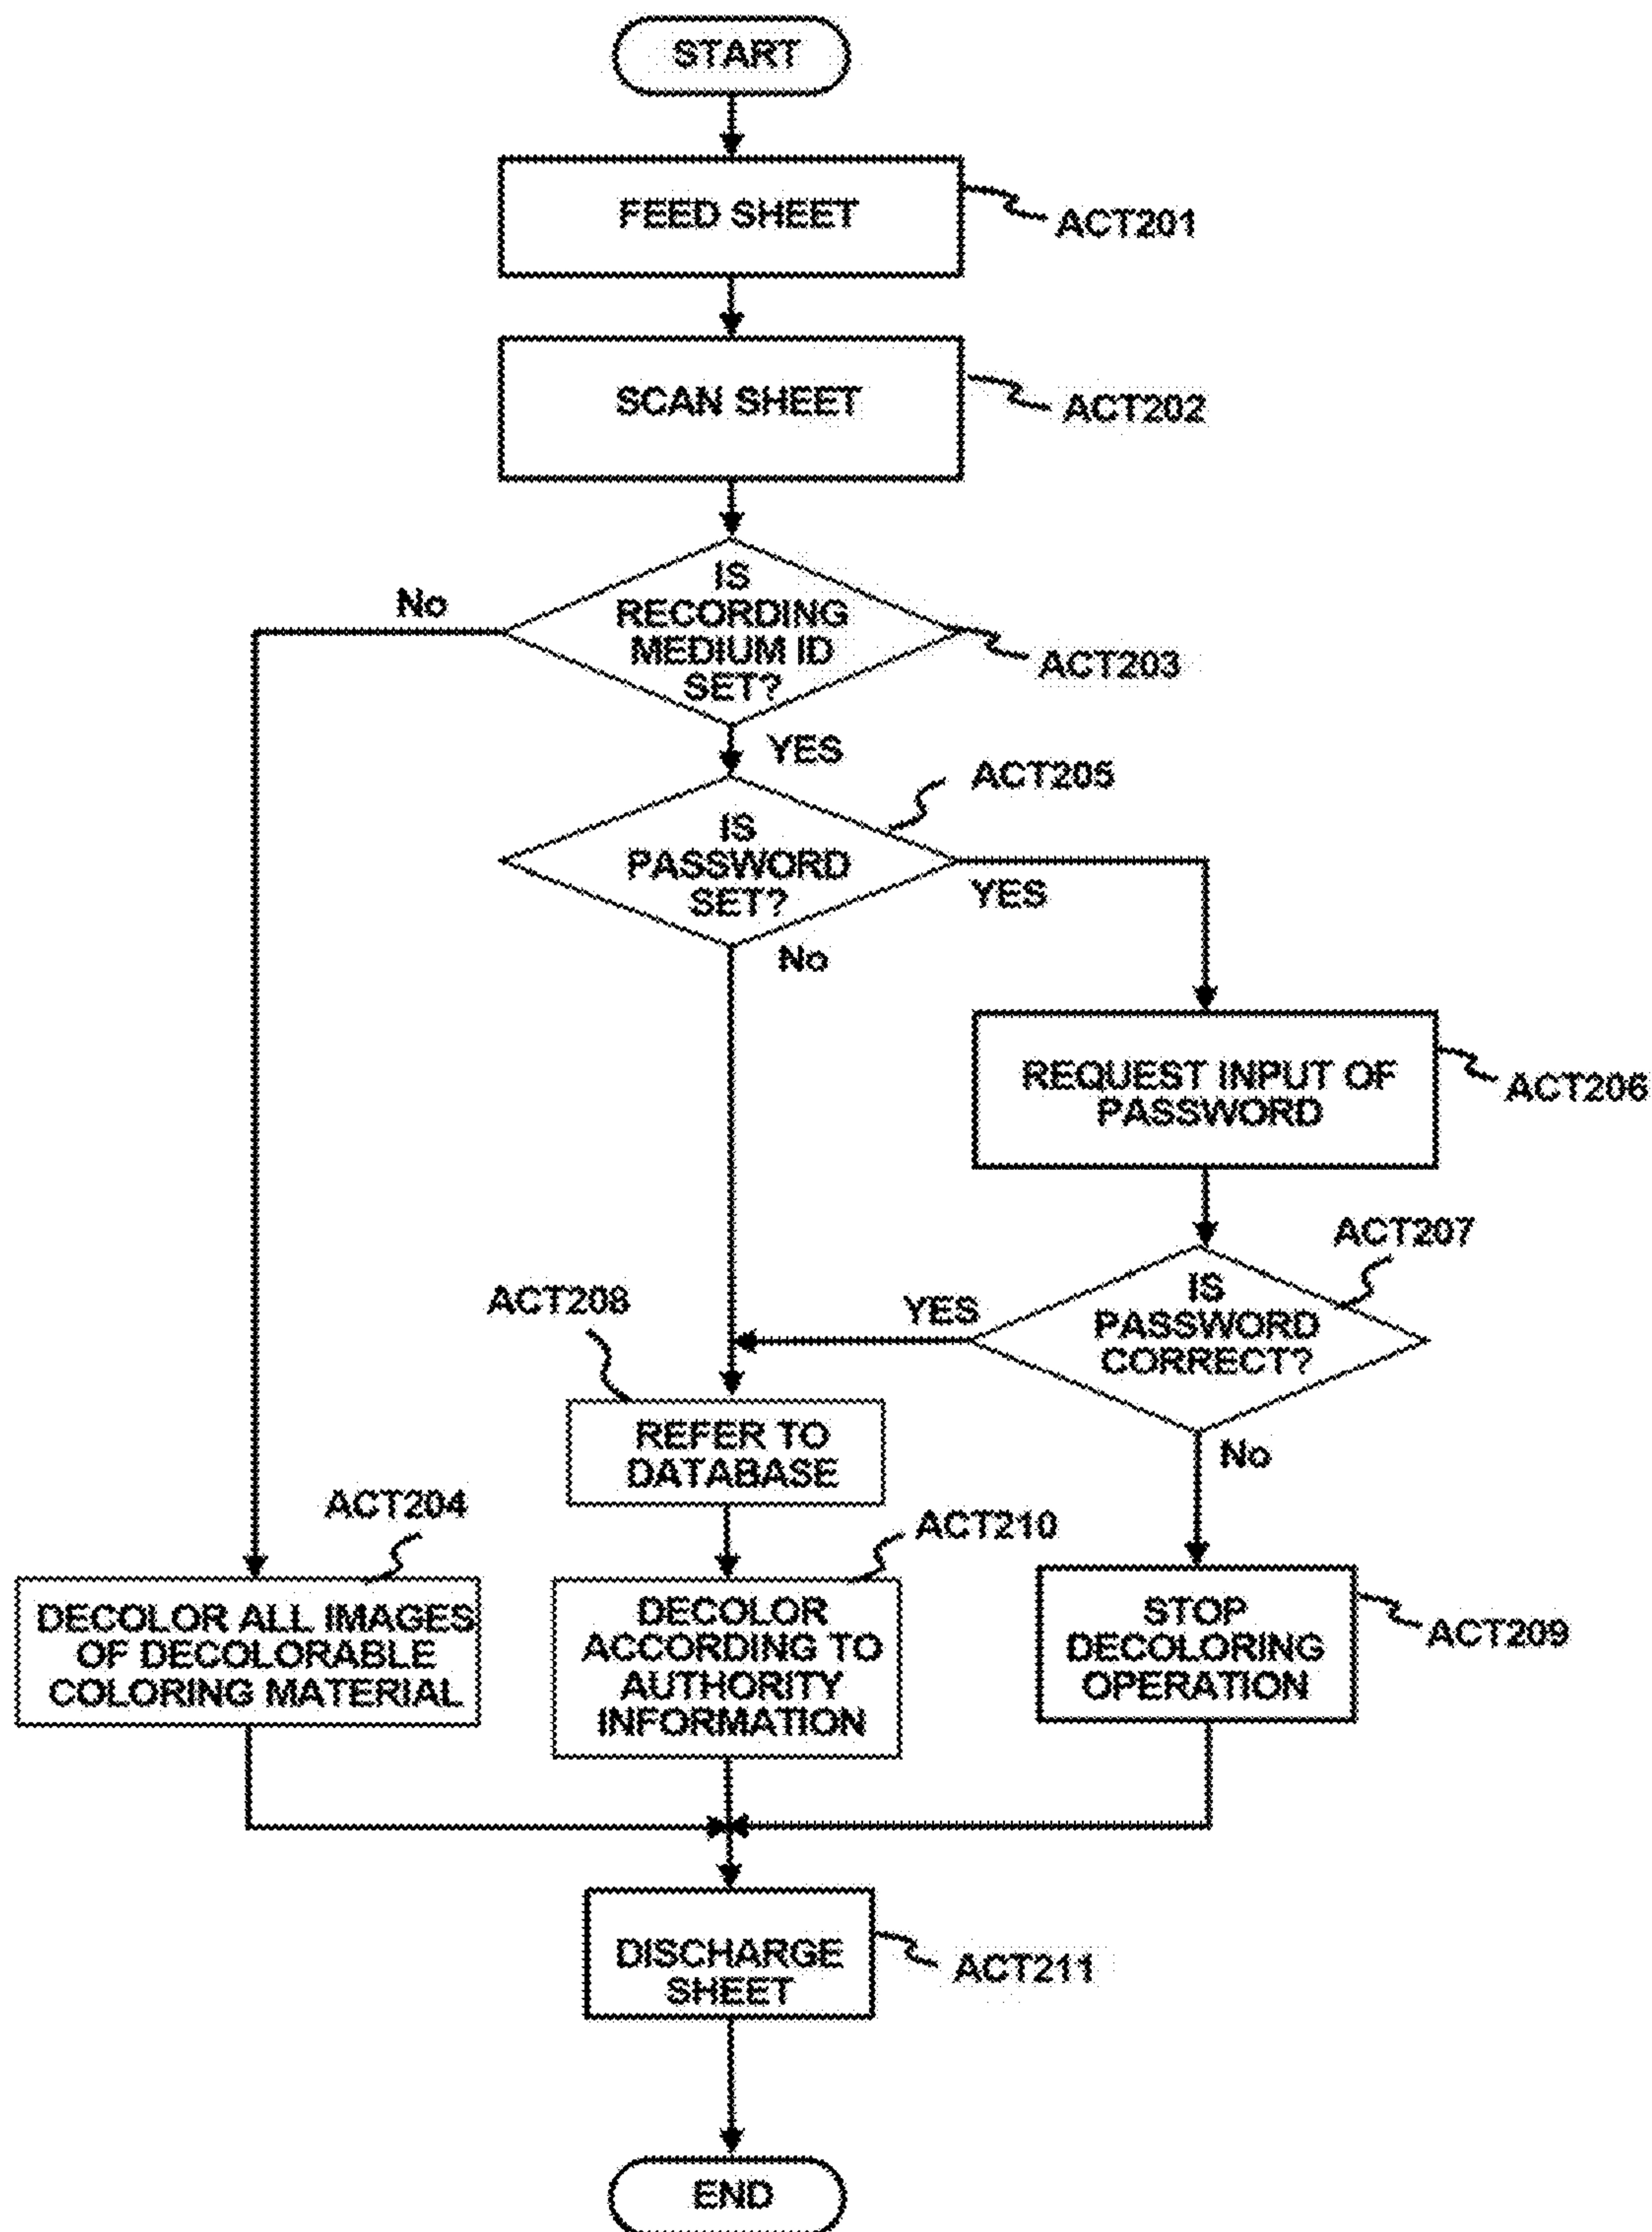 START
FEED SHEET
ACT201
SCAN SHEET
ACT202
No
IS
RECORDING
MEDIUM ID
SET?
ACT203
YES
ACT205
IS
PASSWORD
SET?
YES
No
REQUEST INPUT OF
PASSWORD
ACT206
ACT207
ACT208
YES
IS
PASSWORD
CORRECT?
REFER TO
DATABASE
No
ACT204
ACT210
DECOLOR ALL IMAGES
OF DECOLORABLE
COLORING MATERIAL
DECOLOR
ACCORDING TO
AUTHORITY
INFORMATION
STOP
DECOLORING
OPERATION
ACT209
DISCHARGE
SHEET
ACT211
END